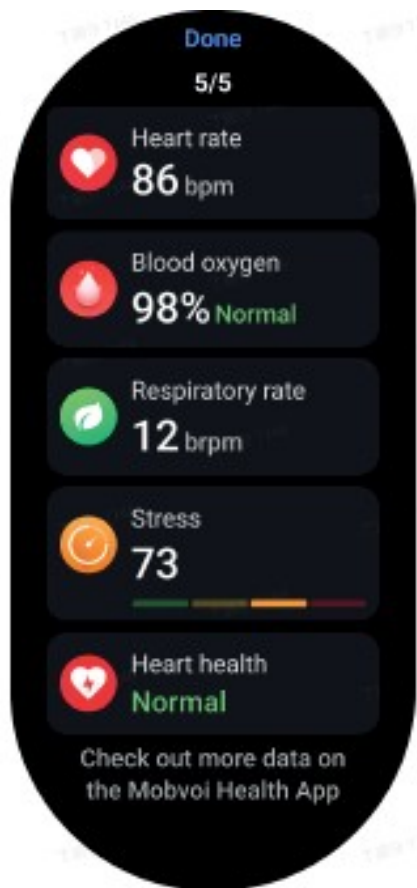 Done
5/5
Heart rate
86 bpm
Blood oxygen
98% Normal
Respiratory rate
12 brpm
Stress
73
Heart health
Normal
Check out more data on
the Mobvoi Health App